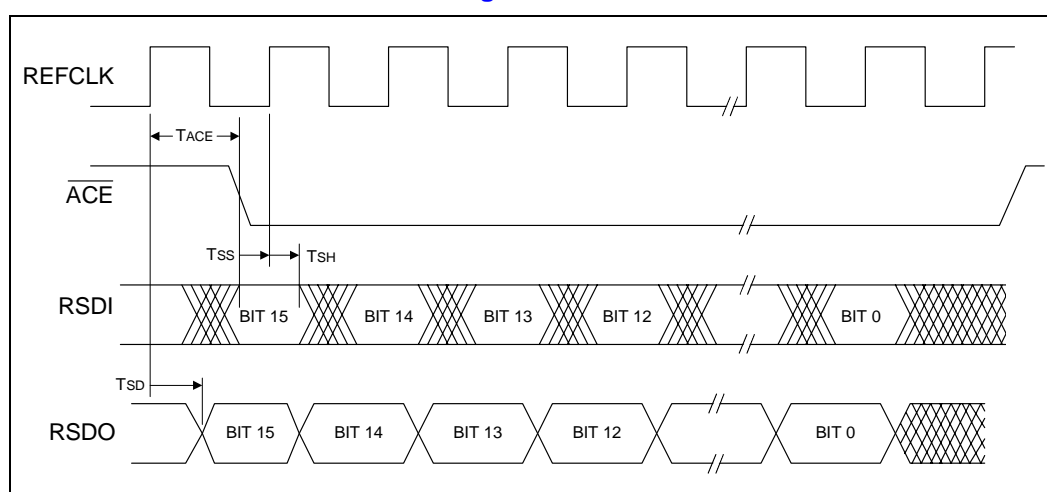 REFCLK
TACE
ACE
TSS
TSH
RSDI
BIT 15 BIT 14 BIT 13 BIT 12 BIT 0
TSD
RSDO
BIT 15 BIT 14 BIT 13 BIT 12 BIT 0